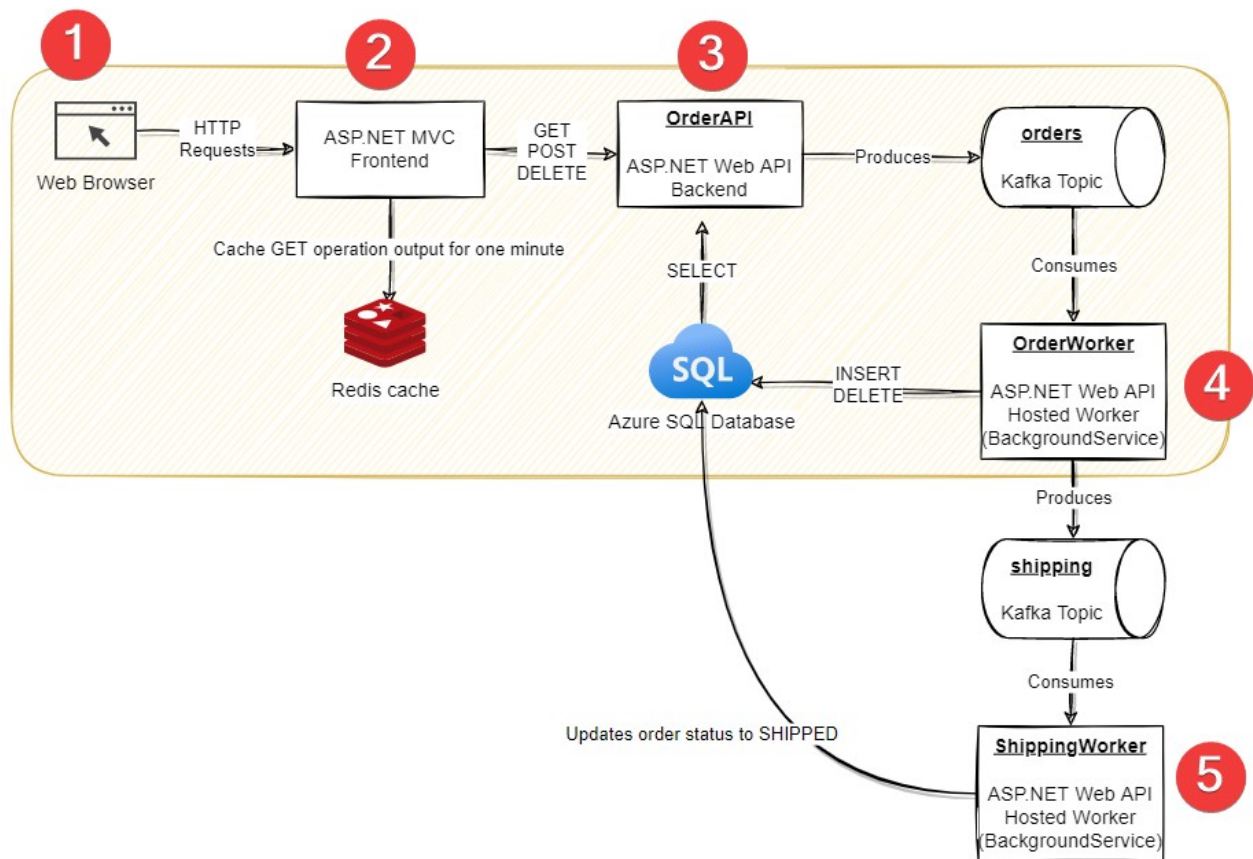 1
2
3
Web Browser
HTTP
Requests
ASP.NET MVC
Frontend
GET
POST
DELETE
OrderAPI
ASP.NET Web API
Backend
Produces
orders
Kafka Topic
Cache GET operation output for one minute
Redis cache
SELECT
SQL
Azure SQL Database
Consumes
INSERT
DELETE
OrderWorker
ASP.NET Web API
Hosted Worker
(BackgroundService)
4
Produces
shipping
Kafka Topic
Consumes
Updates order status to SHIPPED
ShippingWorker
ASP.NET Web API
Hosted Worker
(BackgroundService)
5